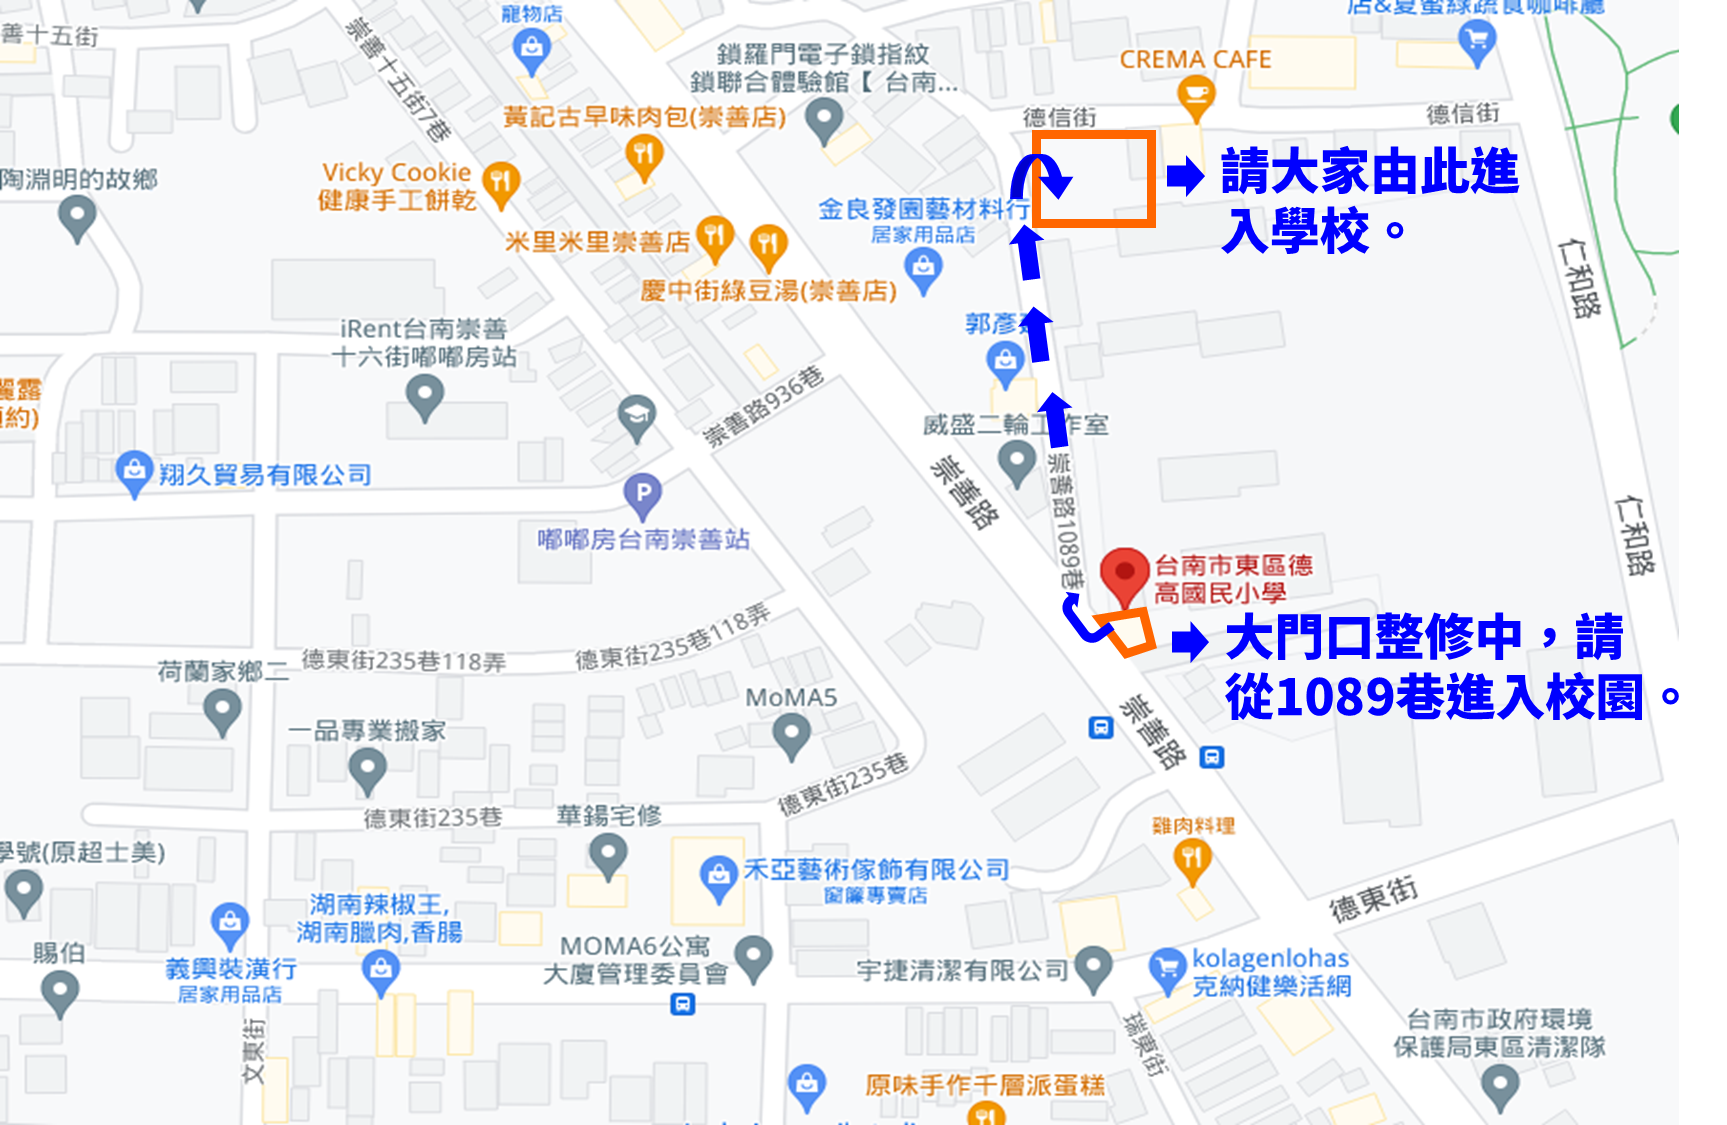 寵物店
店&夏蜜綠蔬食咖啡廳
善十五街
崇善十五街7巷
鎖羅門電子鎖指紋
鎖聯合體驗館【 台南...
CREMA CAFE
黃記古早味肉包(崇善店)
德信街
德信街
Vicky Cookie
健康手工餅乾
陶淵明的故鄉
請大家由此進
入學校。
金良發園藝材料行
居家用品店
米里米里崇善店
慶中街綠豆湯(崇善店)
仁和路
iRent台南崇善
十六街嘟嘟房站
郭彥
麗露
約)
崇善路936巷
威盛二輪工作室
翔久貿易有限公司
P
崇善路
崇善路1089巷
仁和路
嘟嘟房台南崇善站
台南市東區德
高國民小學
大門口整修中，請
從1089巷進入校園。
德東街235巷118弄
德東街235巷118弄
荷蘭家鄉二
MoMA5
一品專業搬家
崇善路
德東街235巷
德東街235巷
華鍚宅修
雞肉料理
學號(原超士美)
禾亞藝術傢飾有限公司
窗簾專賣店
湖南辣椒王,
湖南臘肉,香腸
德東街
賜伯
義興裝潢行
居家用品店
MOMA6公寓
大廈管理委員會
宇捷清潔有限公司
kolagenlohas
克納健樂活網
文東街
瑞東街
台南市政府環境
保護局東區清潔隊
原味手作千層派蛋糕